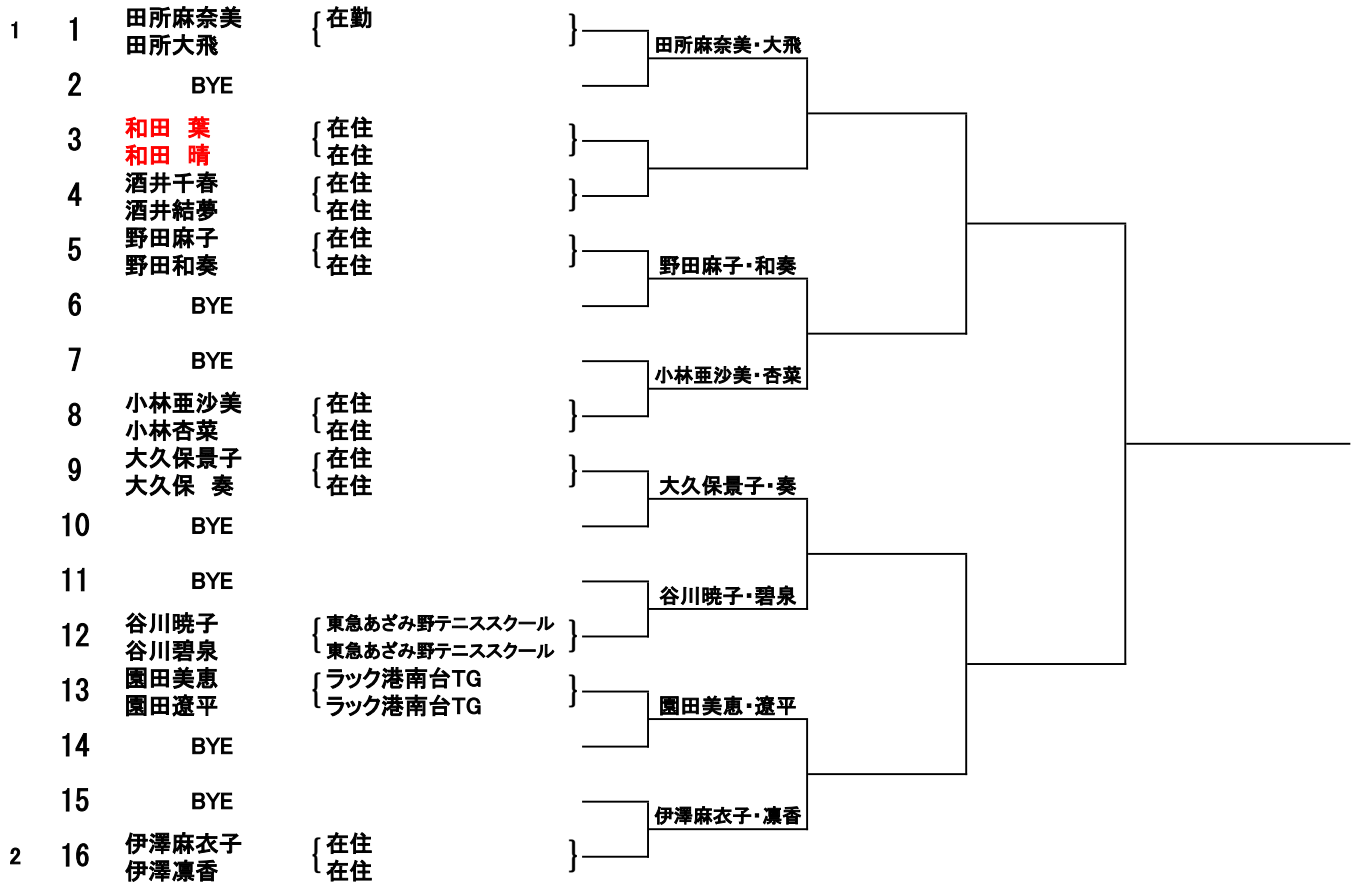 1 1 田所麻奈美 { 在勤 }
田所大飛
田所麻奈美・大飛
2 BYE
3 和田　葉 { 在住 }
和田　晴 在住
4 酒井千春 { 在住 }
酒井結夢 在住
5 野田麻子 { 在住 }
野田和奏 在住
野田麻子・和奏
6 BYE
7 BYE
小林亜沙美・杏菜
8 小林亜沙美 { 在住 }
小林杏菜 在住
9 大久保景子 { 在住 }
大久保　奏 在住
大久保景子・奏
10 BYE
11 BYE
谷川暁子・碧泉
12 谷川暁子 { 東急あざみ野テニススクール }
谷川碧泉 東急あざみ野テニススクール
13 園田美恵 { ラック港南台TG }
園田遼平 ラック港南台TG
園田美恵・遼平
14 BYE
15 BYE
伊澤麻衣子・凛香
2 16 伊澤麻衣子 { 在住 }
伊澤凛香 在住